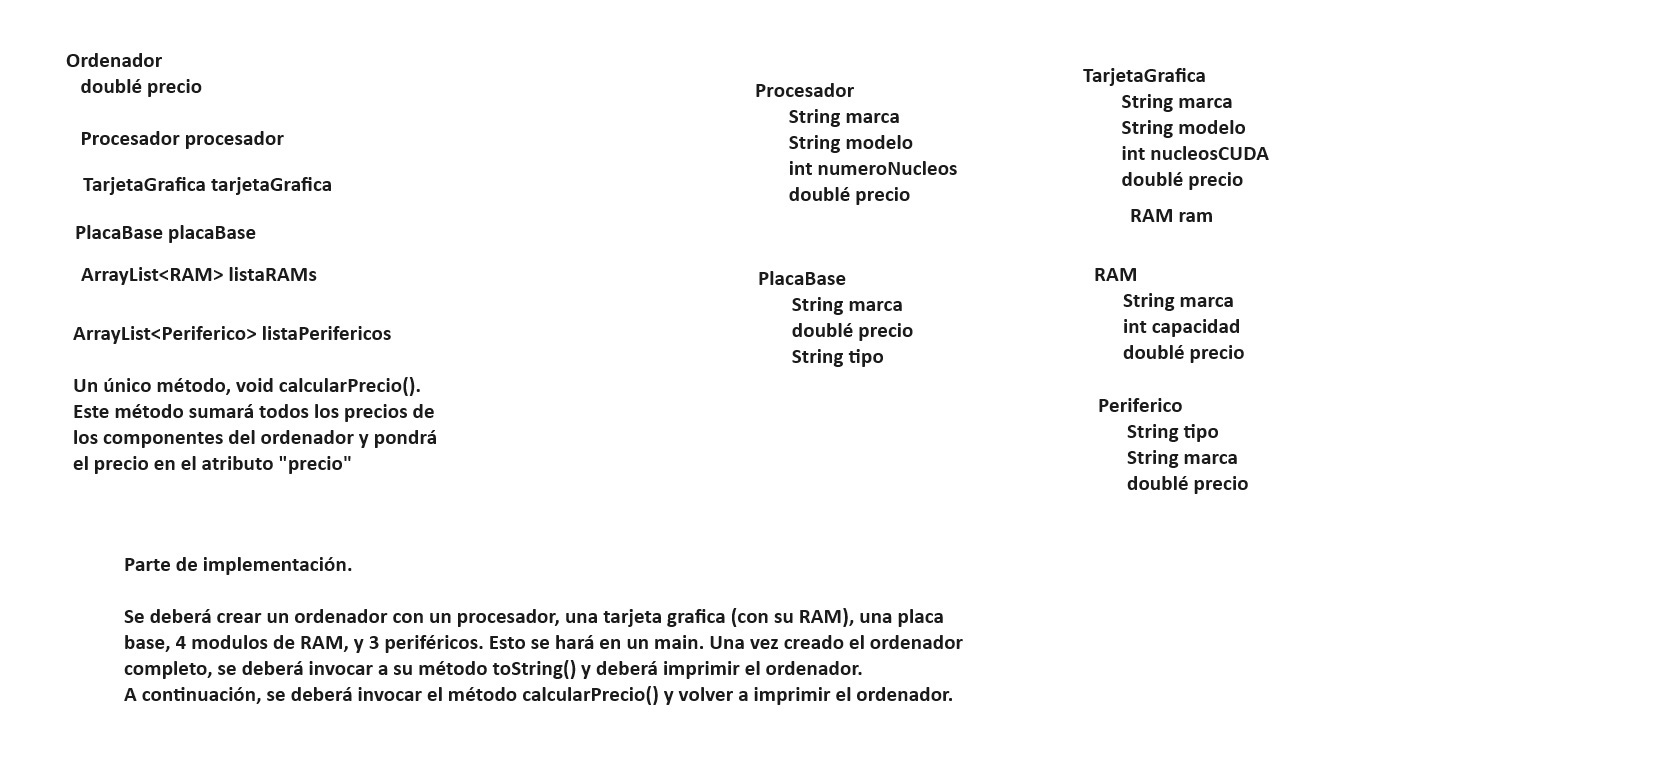 Ordenador
doublé precio
Procesador procesador
TarjetaGrafica tarjetaGrafica
PlacaBase placaBase
ArrayList<RAM> listaRAMs
ArrayList<Periferico> listaPerifericos
Un único método, void calcularPrecio().
Este método sumará todos los precios de
los componentes del ordenador y pondrá
el precio en el atributo "precio"
Procesador
String marca
String modelo
int numeroNucleos
doublé precio
PlacaBase
String marca
doublé precio
String tipo
TarjetaGrafica
String marca
String modelo
int nucleosCUDA
doublé precio
RAM ram
RAM
String marca
int capacidad
doublé precio
Periferico
String tipo
String marca
doublé precio
Parte de implementación.
Se deberá crear un ordenador con un procesador, una tarjeta grafica (con su RAM), una placa
base, 4 modulos de RAM, y 3 periféricos. Esto se hará en un main. Una vez creado el ordenador
completo, se deberá invocar a su método toString() y deberá imprimir el ordenador.
A continuación, se deberá invocar el método calcularPrecio() y volver a imprimir el ordenador.